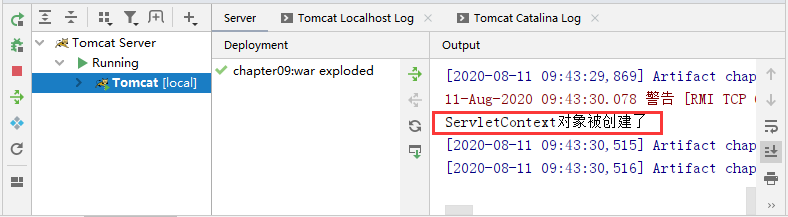 Server
Tomcat Localhost Log
Tomcat Catalina Log
Tomcat Server
Running
Tomcat [local]
Deployment
chapter09:war exploded
Output
[2020-08-11 09:43:29,869] Artifact chap
11-Aug-2020 09:43:30.078 警告 [RMI TCP
ServletContext对象被创建了
[2020-08-11 09:43:30,515] Artifact chap
[2020-08-11 09:43:30,516] Artifact chap